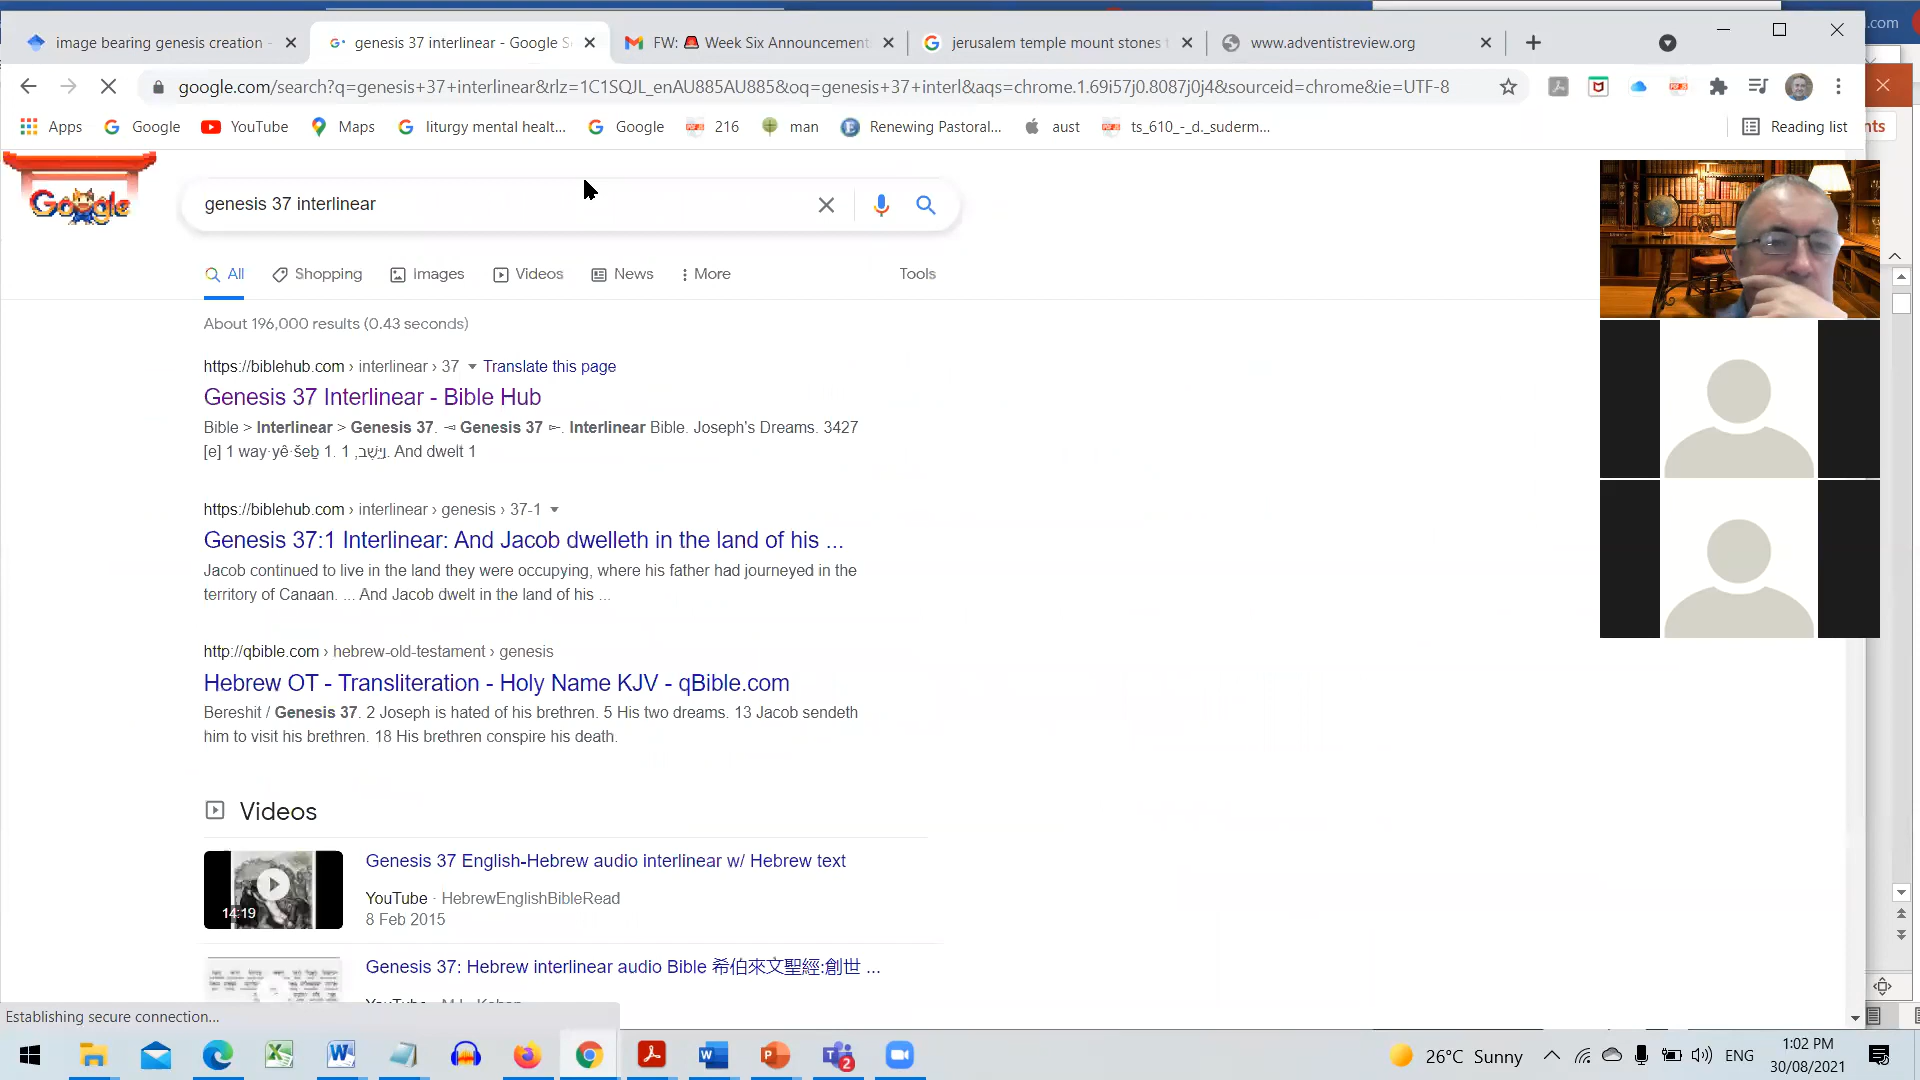 .com
image bearing genesis creation -
genesis 37 interlinear - Google S
FW: Week Six Announcement
jerusalem temple mount stones t
www.adventistreview.org
google.com/search?q=genesis+37+interlinear&rlz=1C1SQJL_enAU885AU885&oq=genesis+37+interl&aqs=chrome.1.69i57j0.8087j0j4&sourceid=chrome&ie=UTF-8
Apps Google YouTube Maps liturgy mental healt... Google 216 man Renewing Pastoral... aust ts_610_-_d._suderm... Reading list nts
Google
genesis 37 interlinear
All Shopping Images Videos News More Tools
About 196,000 results (0.43 seconds)
https://biblehub.com › interlinear › 37 Translate this page
Genesis 37 Interlinear - Bible Hub
Bible > Interlinear > Genesis 37. ◅ Genesis 37 ▻. Interlinear Bible. Joseph's Dreams. 3427
[e] 1 way·yê·šeḇ 1. 1 ,וַיֵּ֣שֶׁב. And dwelt 1
https://biblehub.com › interlinear › genesis › 37-1
Genesis 37:1 Interlinear: And Jacob dwelleth in the land of his ...
Jacob continued to live in the land they were occupying, where his father had journeyed in the
territory of Canaan. ... And Jacob dwelt in the land of his ...
http://qbible.com › hebrew-old-testament › genesis
Hebrew OT - Transliteration - Holy Name KJV - qBible.com
Bereshit / Genesis 37. 2 Joseph is hated of his brethren. 5 His two dreams. 13 Jacob sendeth
him to visit his brethren. 18 His brethren conspire his death.
Videos
14:19
Genesis 37 English-Hebrew audio interlinear w/ Hebrew text
YouTube · HebrewEnglishBibleRead
8 Feb 2015
Genesis 37: Hebrew interlinear audio Bible 希伯來文聖經:創世 ...
Establishing secure connection...
2
26°C Sunny
ENG
1:02 PM
30/08/2021